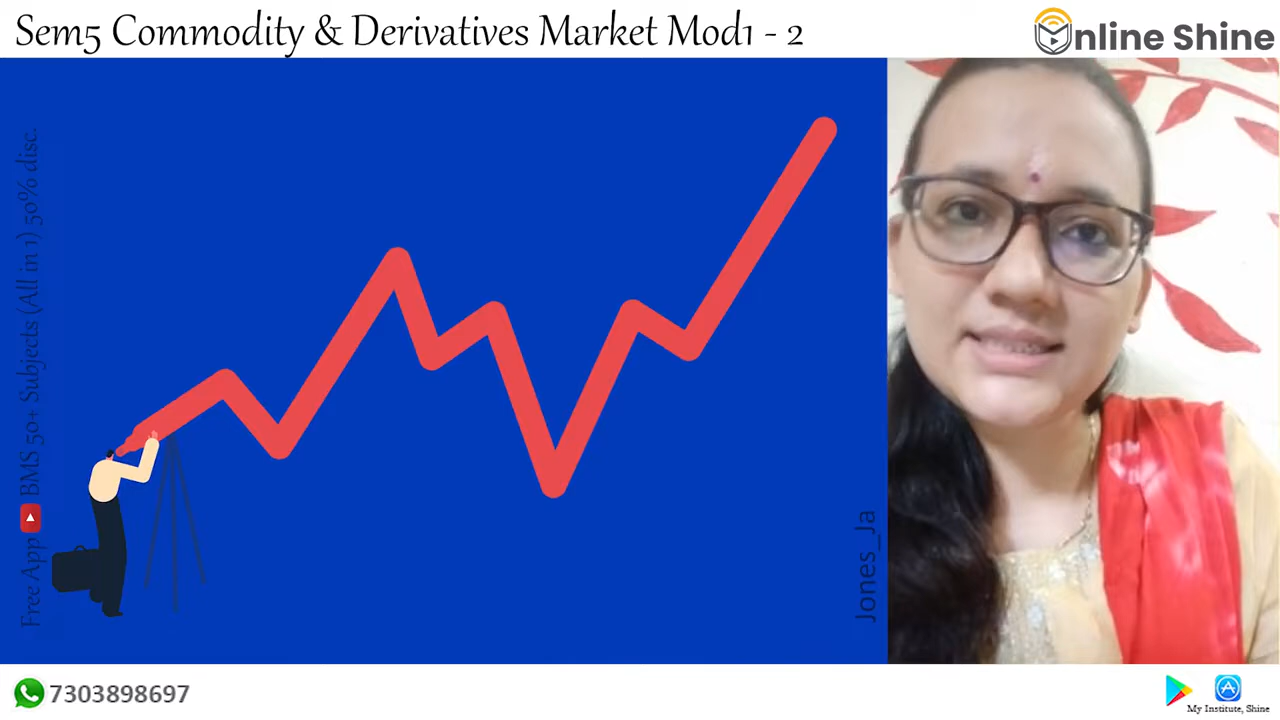 Sem5 Commodity & Derivatives Market Mod1 - 2
Online Shine
Free App BMS 50+ Subjects (All in 1) 50% disc.
Jones_Ja
7303898697
My Institute, Shine